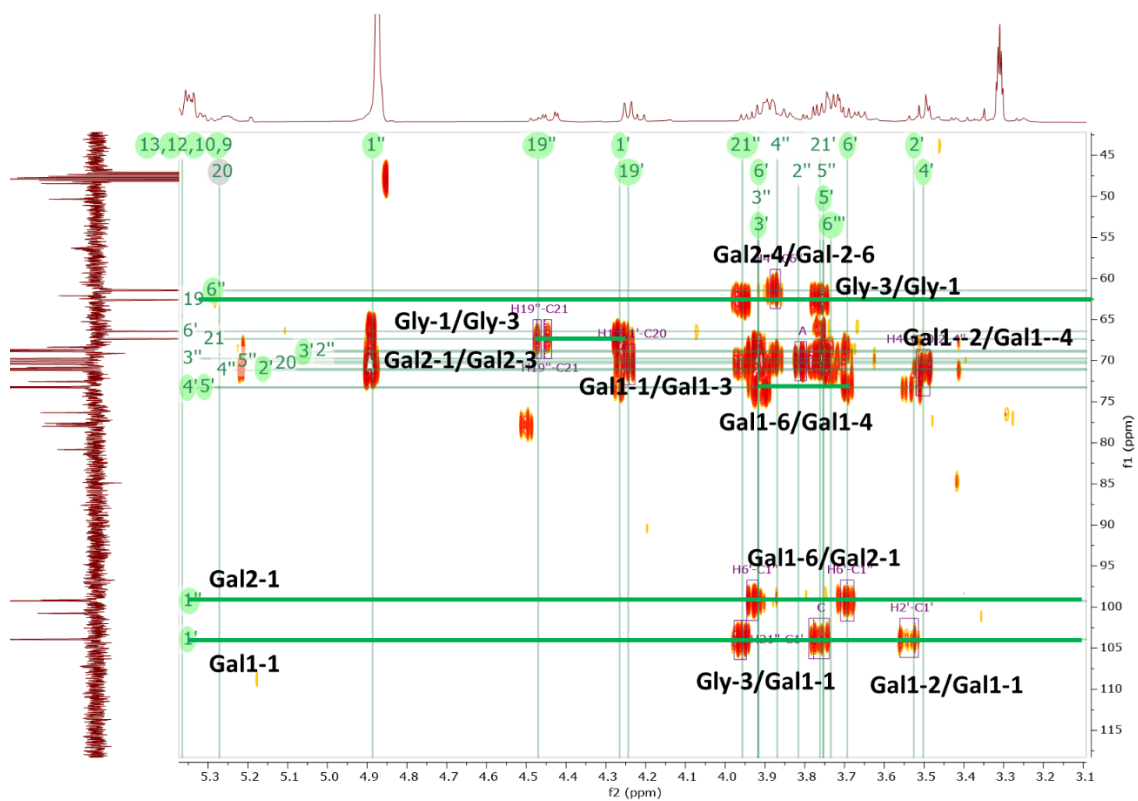 13,12,10,9
20
1''
19''
1'
19'
21''
4''
21'
6'
2'
6'
2''
5''
4'
3''
5'
3'
6'''
Gal2-4/Gal-2-6
6''
19
Gly-3/Gly-1
H19''-C21
Gly-1/Gly-3
6'
21
Gal1--2/Gal1--4
A
3''
5''
2'
20
3'
2''
4''
Gal2-1/Gal2-3
H19''-C21
4'
5'
Gal1-1/Gal1-3
Gal1-6/Gal1-4
Gal1-6/Gal2-1
H6'-C1''
H6'-C1''
Gal2-1
1''
C
H2'-C1'
1'
H21''-C1'
Gal1-1
Gly-3/Gal1-1
Gal1-2/Gal1-1
45
50
55
60
65
70
75
80
85
90
95
100
105
110
115
f1 (ppm)
5.3 5.2 5.1 5.0 4.9 4.8 4.7 4.6 4.5 4.4 4.3 4.2 4.1 4.0 3.9 3.8 3.7 3.6 3.5 3.4 3.3 3.2 3.1
f2 (ppm)